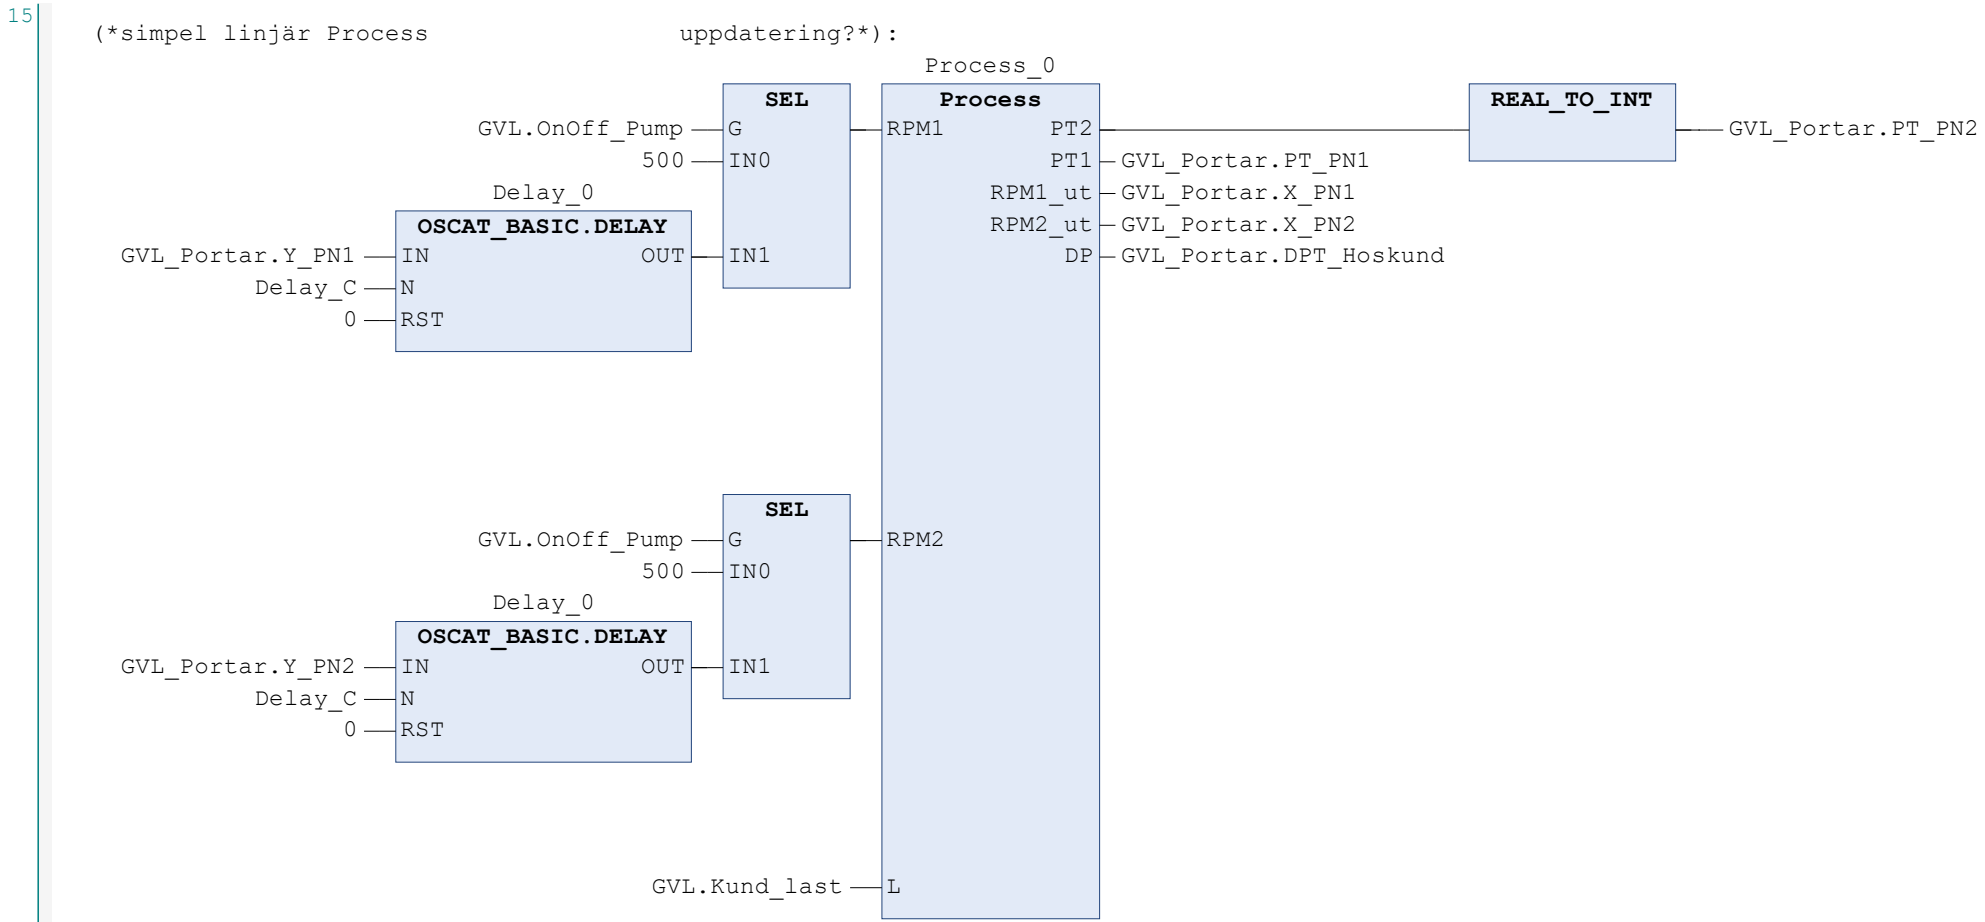 15
(*simpel linjär Process uppdatering?*):
Process_0
SEL Process REAL_TO_INT
GVL.OnOff_Pump G RPM1 PT2 GVL_Portar.PT_PN2
500 IN0 PT1 GVL_Portar.PT_PN1
Delay_0 RPM1_ut GVL_Portar.X_PN1
OSCAT_BASIC.DELAY RPM2_ut GVL_Portar.X_PN2
GVL_Portar.Y_PN1 IN OUT IN1 DP GVL_Portar.DPT_Hoskund
Delay_C N
0 RST
SEL
GVL.OnOff_Pump G RPM2
500 IN0
Delay_0
OSCAT_BASIC.DELAY
GVL_Portar.Y_PN2 IN OUT IN1
Delay_C N
0 RST
GVL.Kund_last L